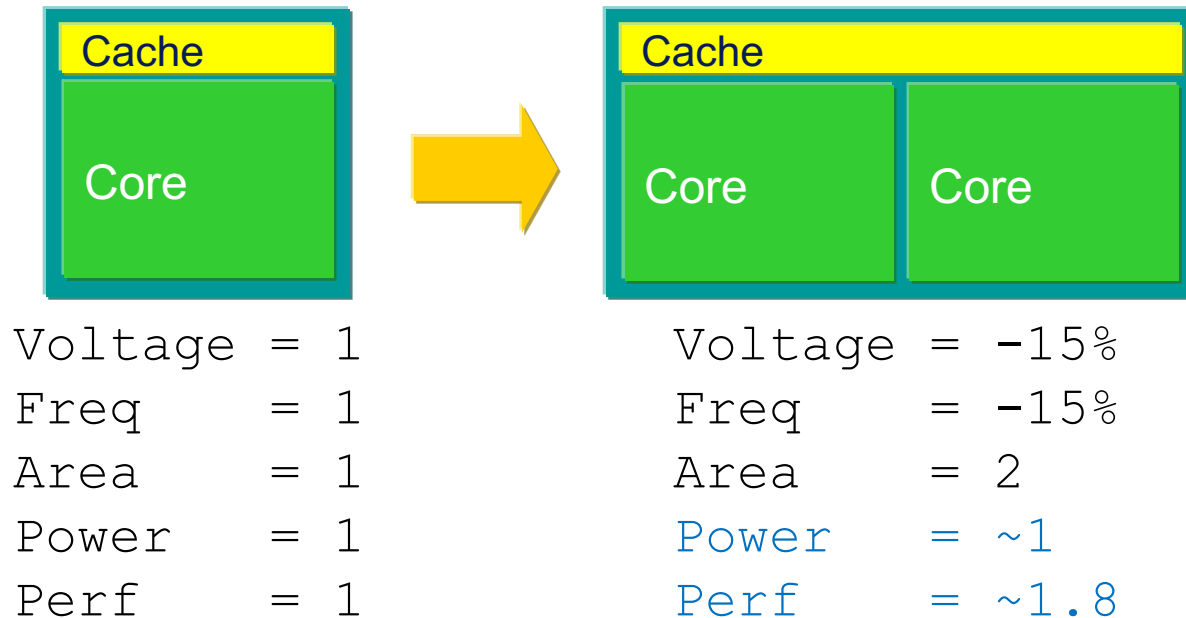 Cache
Core
Voltage = 1
Freq = 1
Area = 1
Power = 1
Perf = 1
Cache
Core Core
Voltage = -15%
Freq = -15%
Area = 2
Power = ~1
Perf = ~1.8